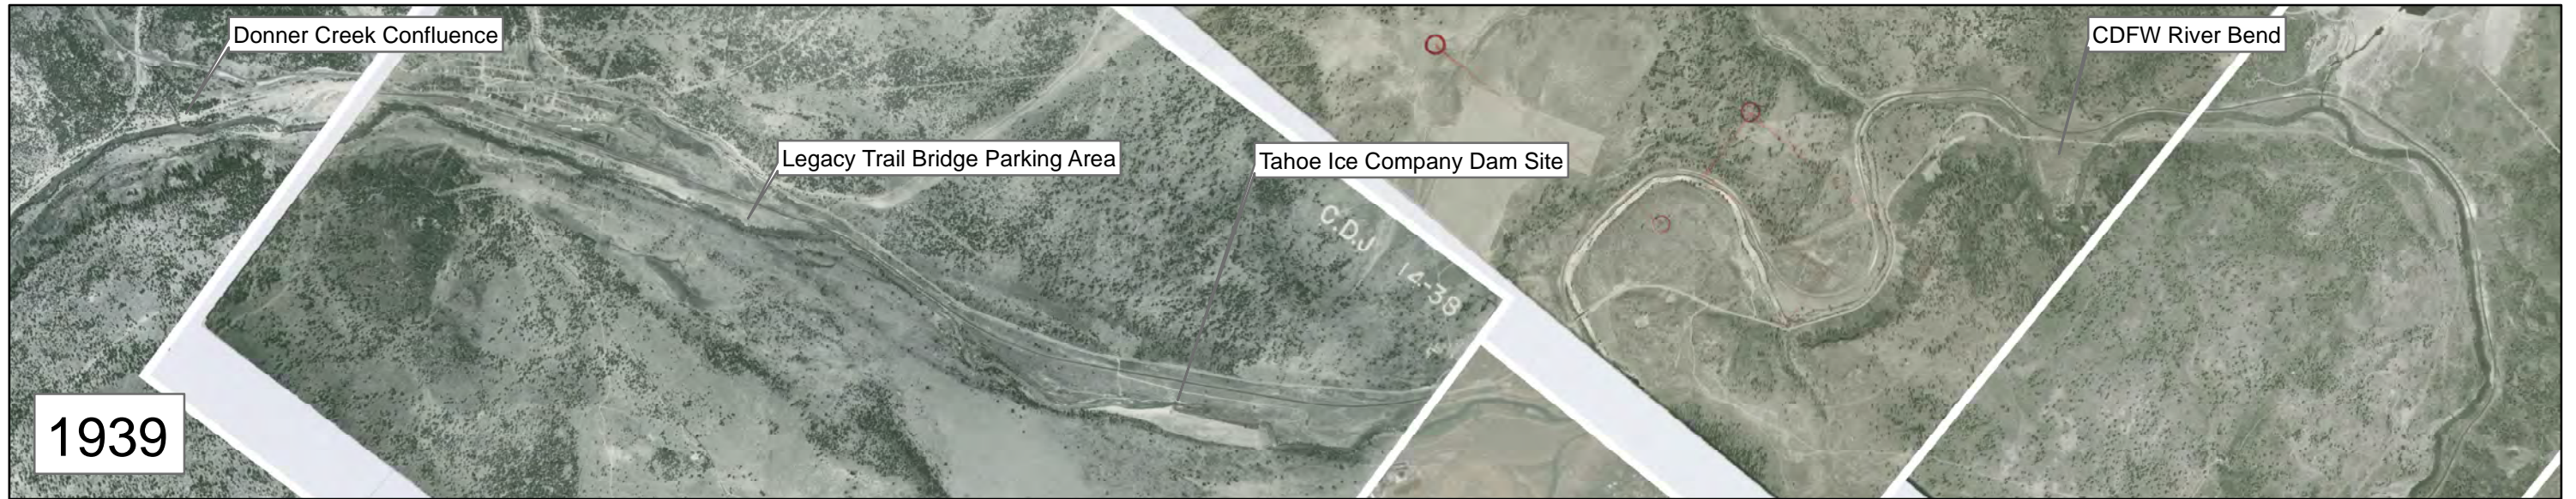 Donner Creek Confluence
CDFW River Bend
Legacy Trail Bridge Parking Area
Tahoe Ice Company Dam Site
C.D.J 14-38
1939